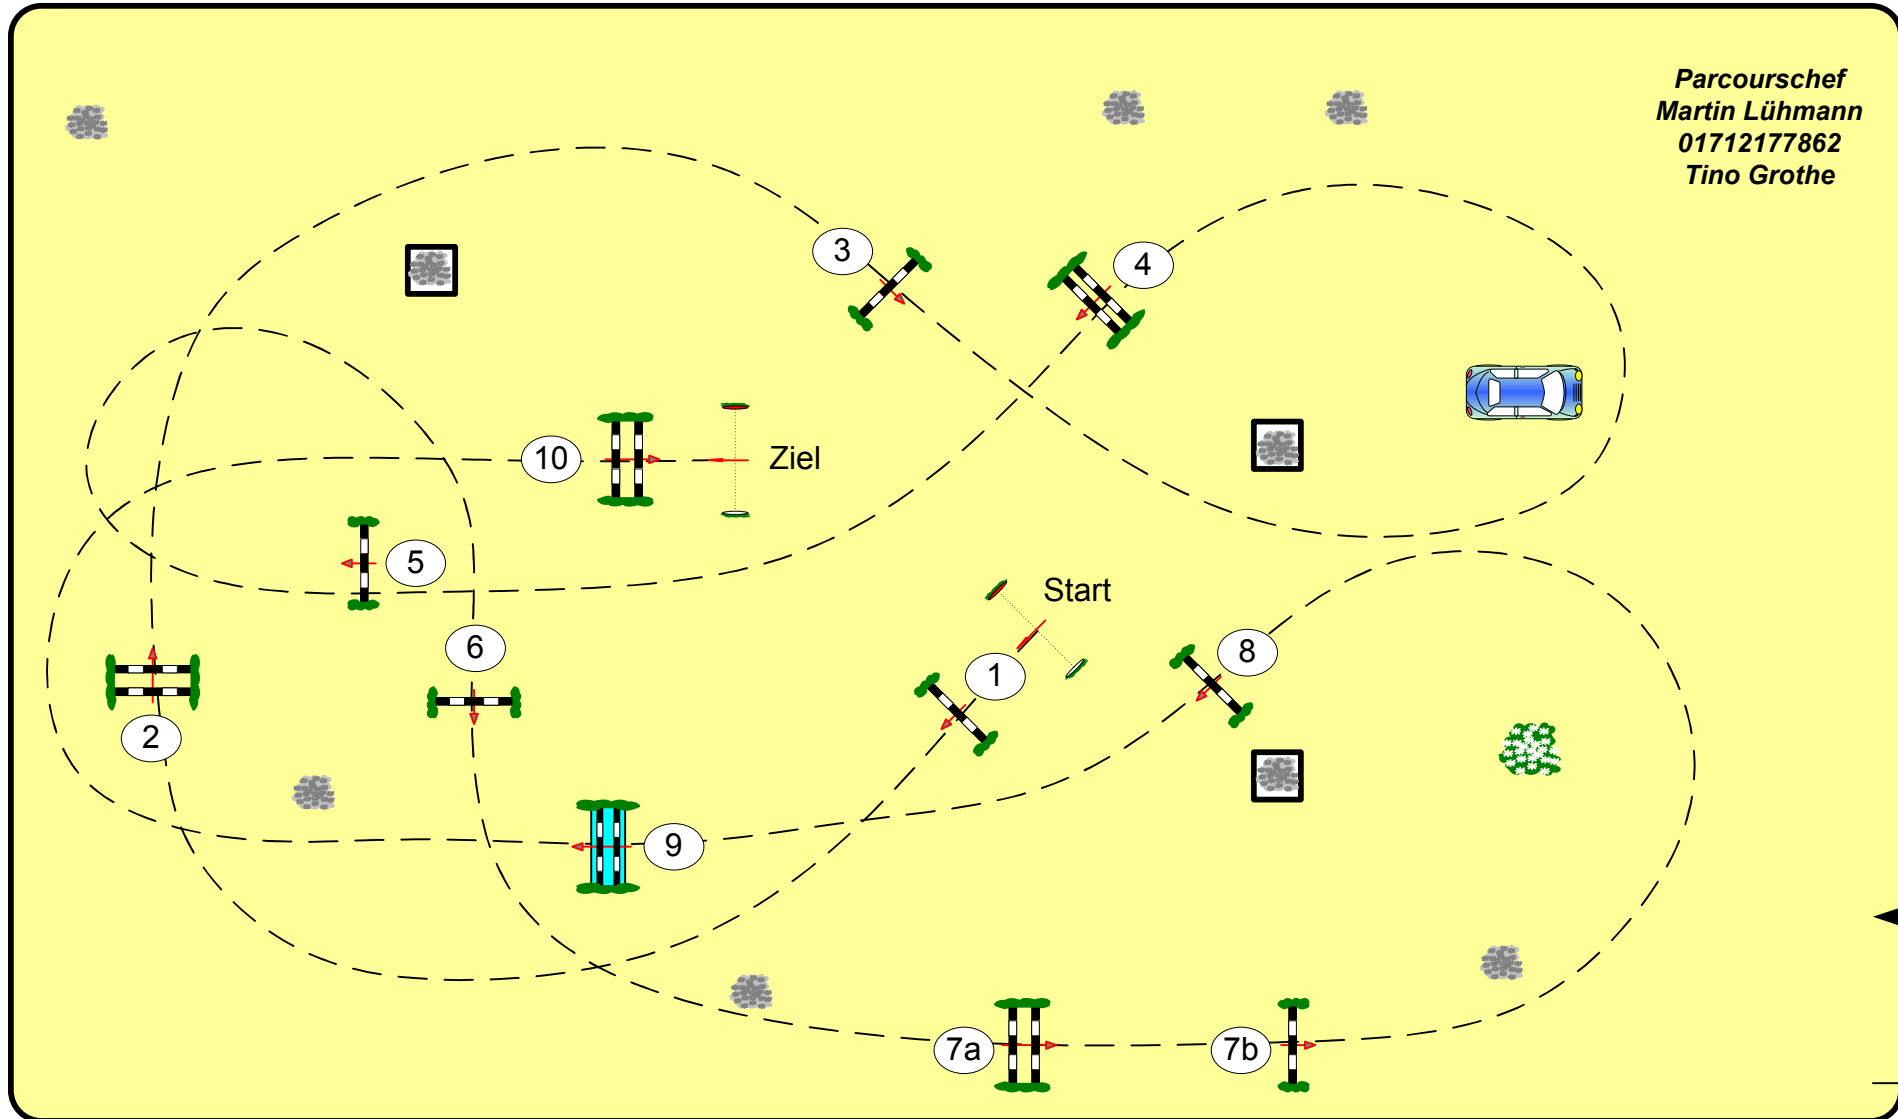 Parcourschef
Martin Lühmann
01712177862
Tino Grothe
3
4
10
Ziel
5
Start
6
1
8
2
9
7a
7b